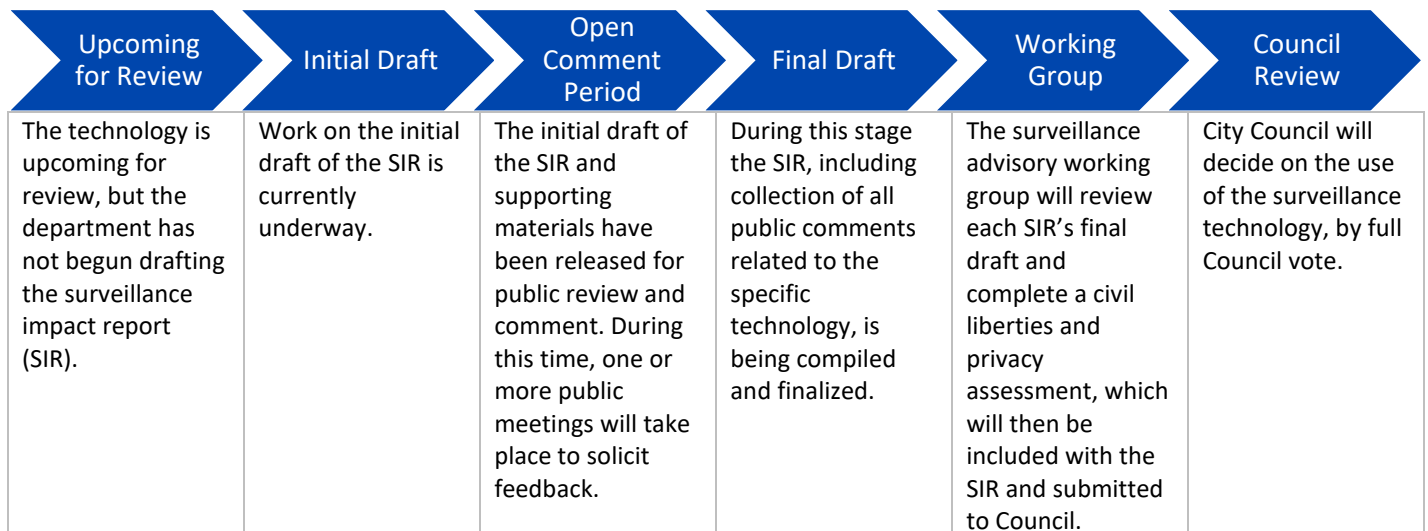 Upcoming
for Review
Initial Draft
Open
Comment
Period
Final Draft
Working
Group
Council
Review
The technology is
upcoming for
review, but the
department has
not begun drafting
the surveillance
impact report
(SIR).
Work on the initial
draft of the SIR is
currently
underway.
The initial draft of
the SIR and
supporting
materials have
been released for
public review and
comment. During
this time, one or
more public
meetings will take
place to solicit
feedback.
During this stage
the SIR, including
collection of all
public comments
related to the
specific
technology, is
being compiled
and finalized.
The surveillance
advisory working
group will review
each SIR’s final
draft and
complete a civil
liberties and
privacy
assessment, which
will then be
included with the
SIR and submitted
to Council.
City Council will
decide on the use
of the surveillance
technology, by full
Council vote.